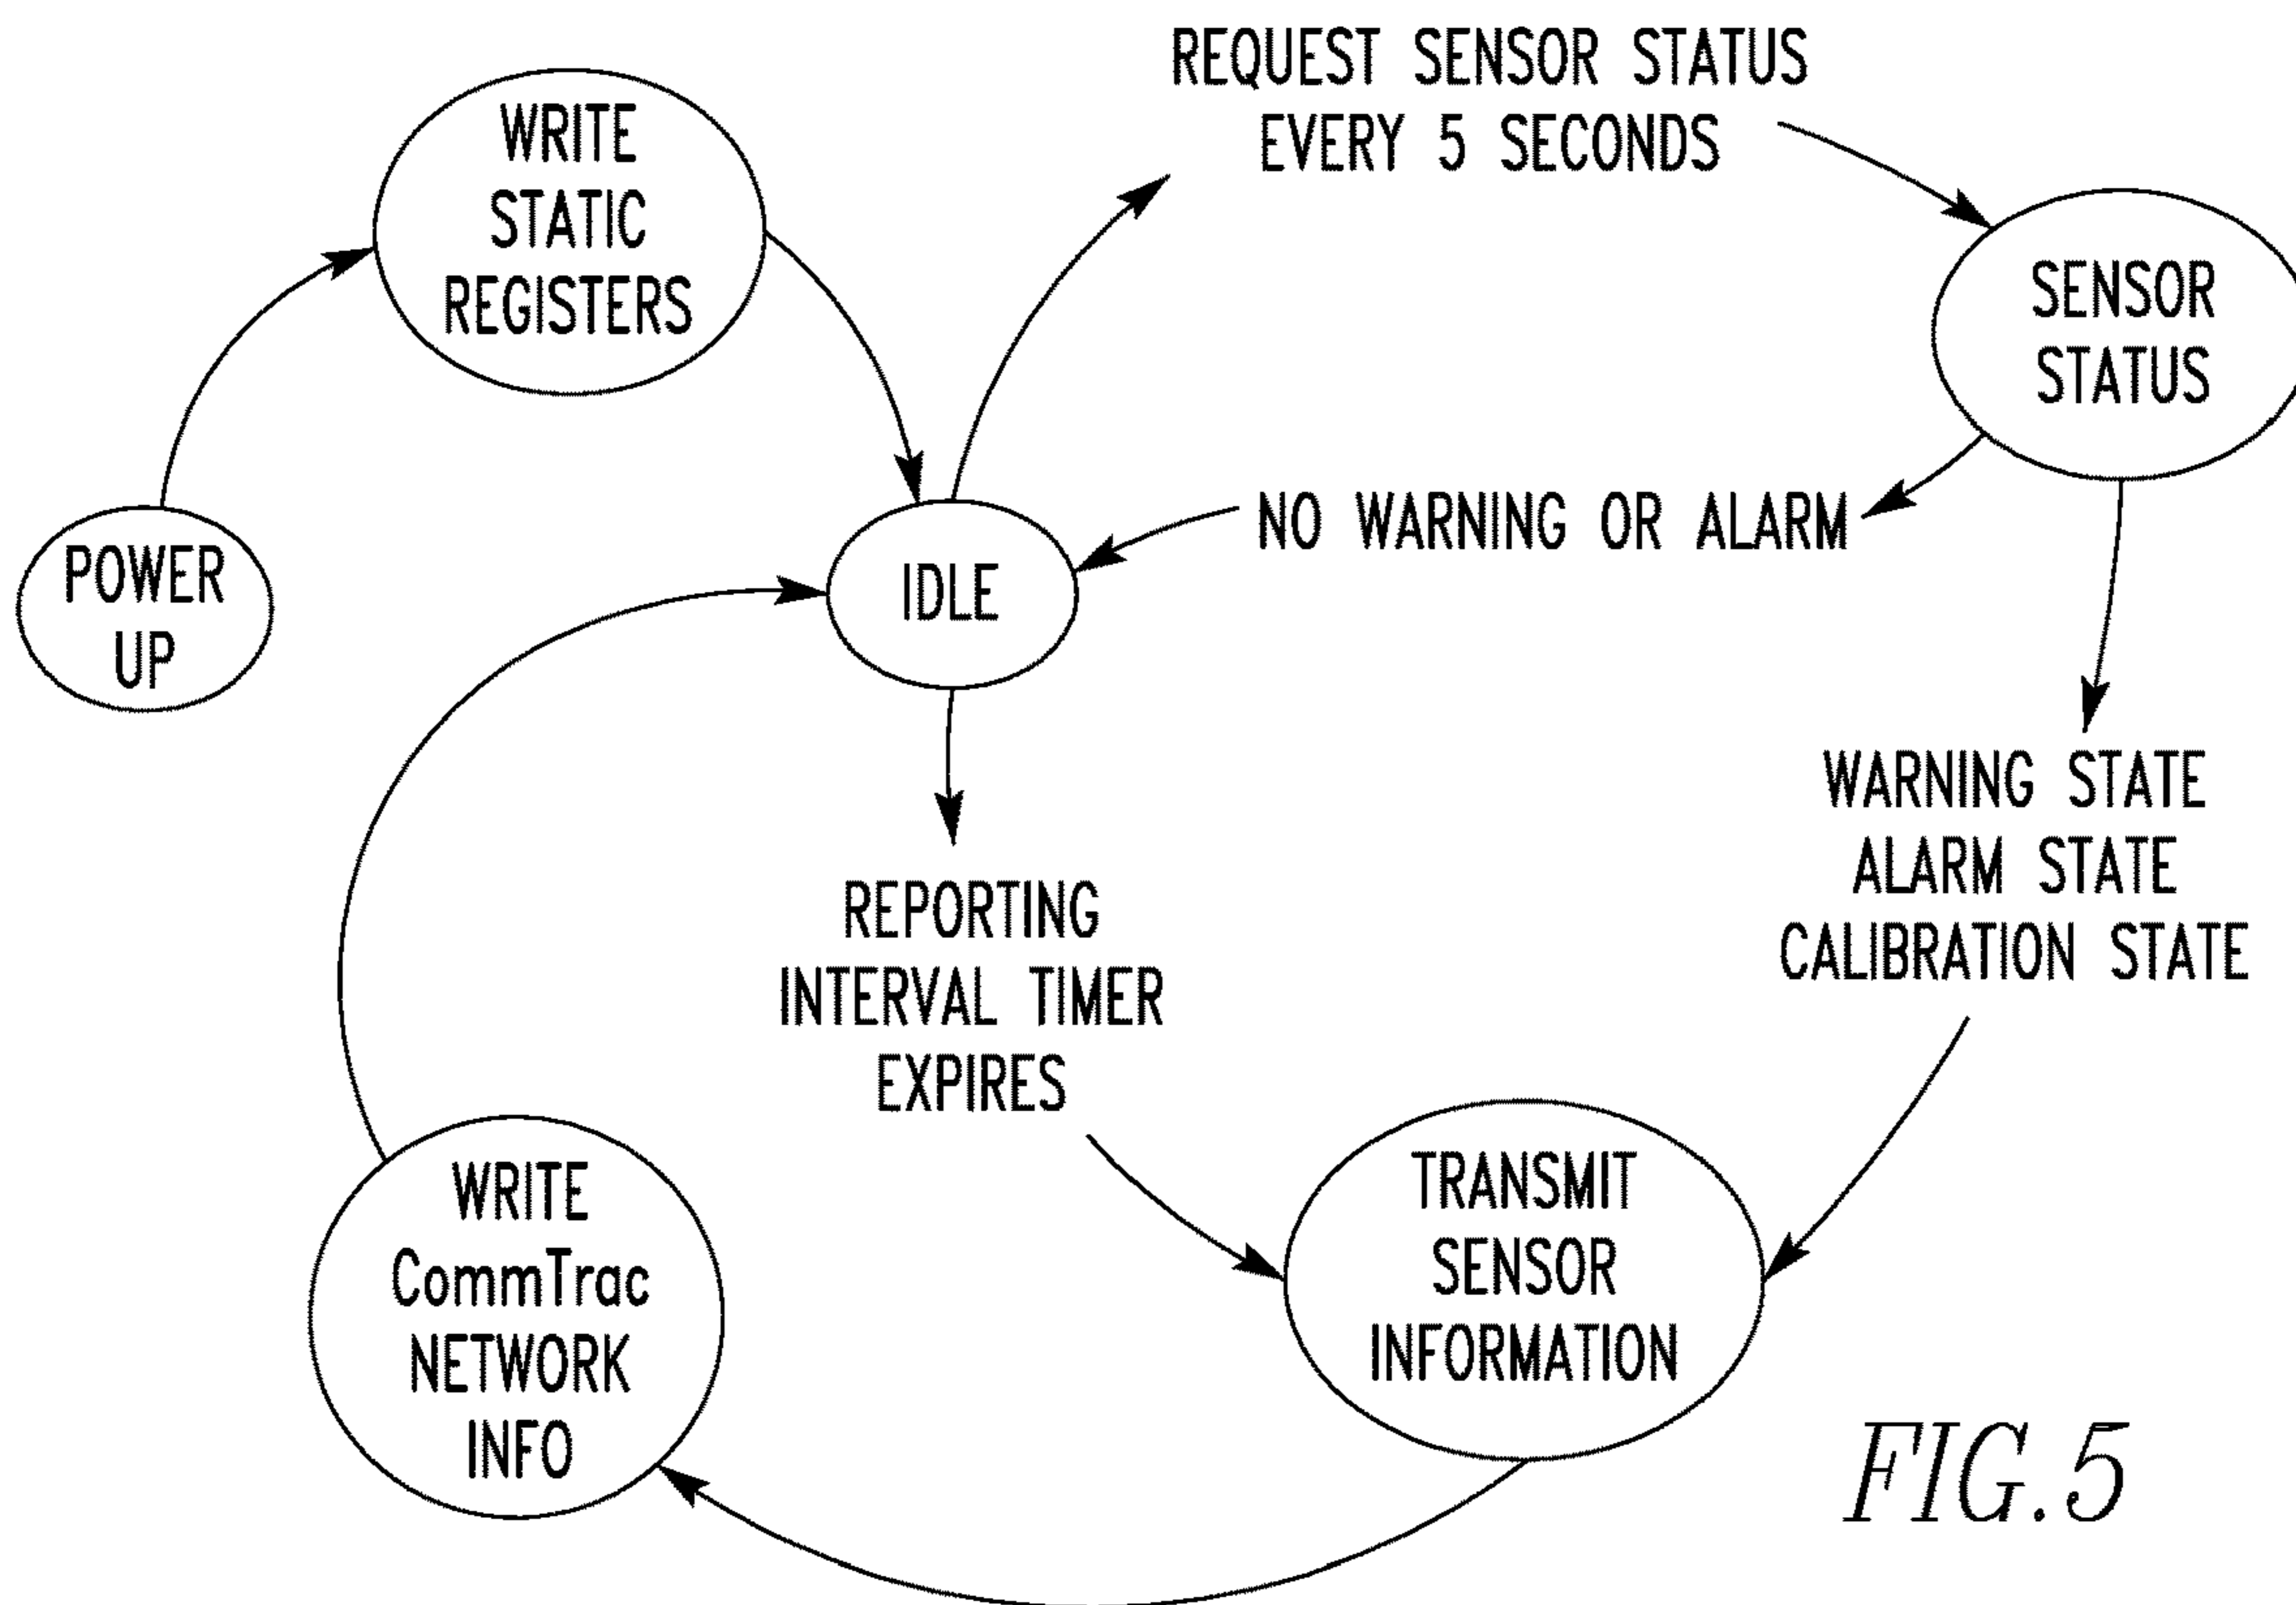 REQUEST SENSOR STATUS
EVERY 5 SECONDS
WRITE
STATIC
REGISTERS
SENSOR
STATUS
NO WARNING OR ALARM
POWER
UP
IDLE
WARNING STATE
ALARM STATE
CALIBRATION STATE
REPORTING
INTERVAL TIMER
EXPIRES
WRITE
CommTrac
NETWORK
INFO
TRANSMIT
SENSOR
INFORMATION
FIG. 5